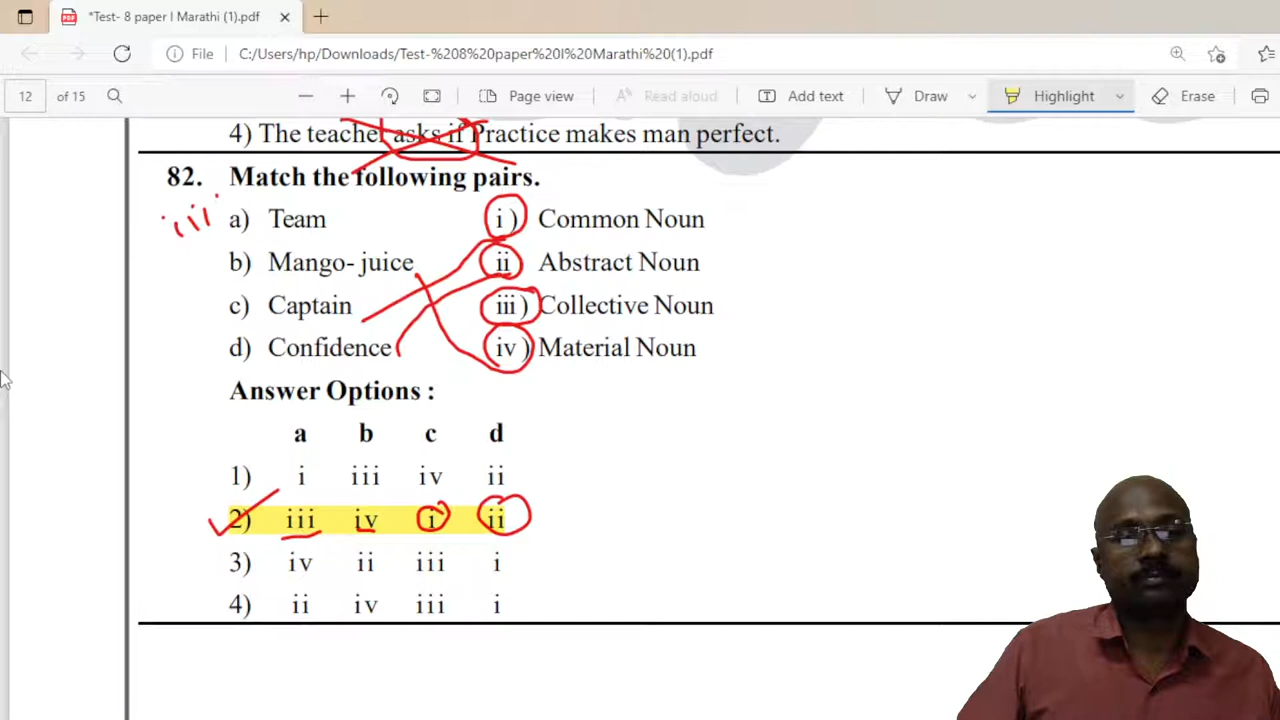 *Test- 8 paper I Marathi (1).pdf
File C:/Users/hp/Downloads/Test-%208%20paper%20I%20Marathi%20(1).pdf
12 of 15 Page view Read aloud Add text Draw Highlight Erase
4) The teacher asks if Practice makes man perfect.
82. Match the following pairs.
iii a) Team i ) Common Noun
b) Mango- juice ii Abstract Noun
c) Captain iii ) Collective Noun
d) Confidence iv ) Material Noun
Answer Options :
a b c d
1) i iii iv ii
2) iii iv i ii
3) iv ii iii i
4) ii iv iii i